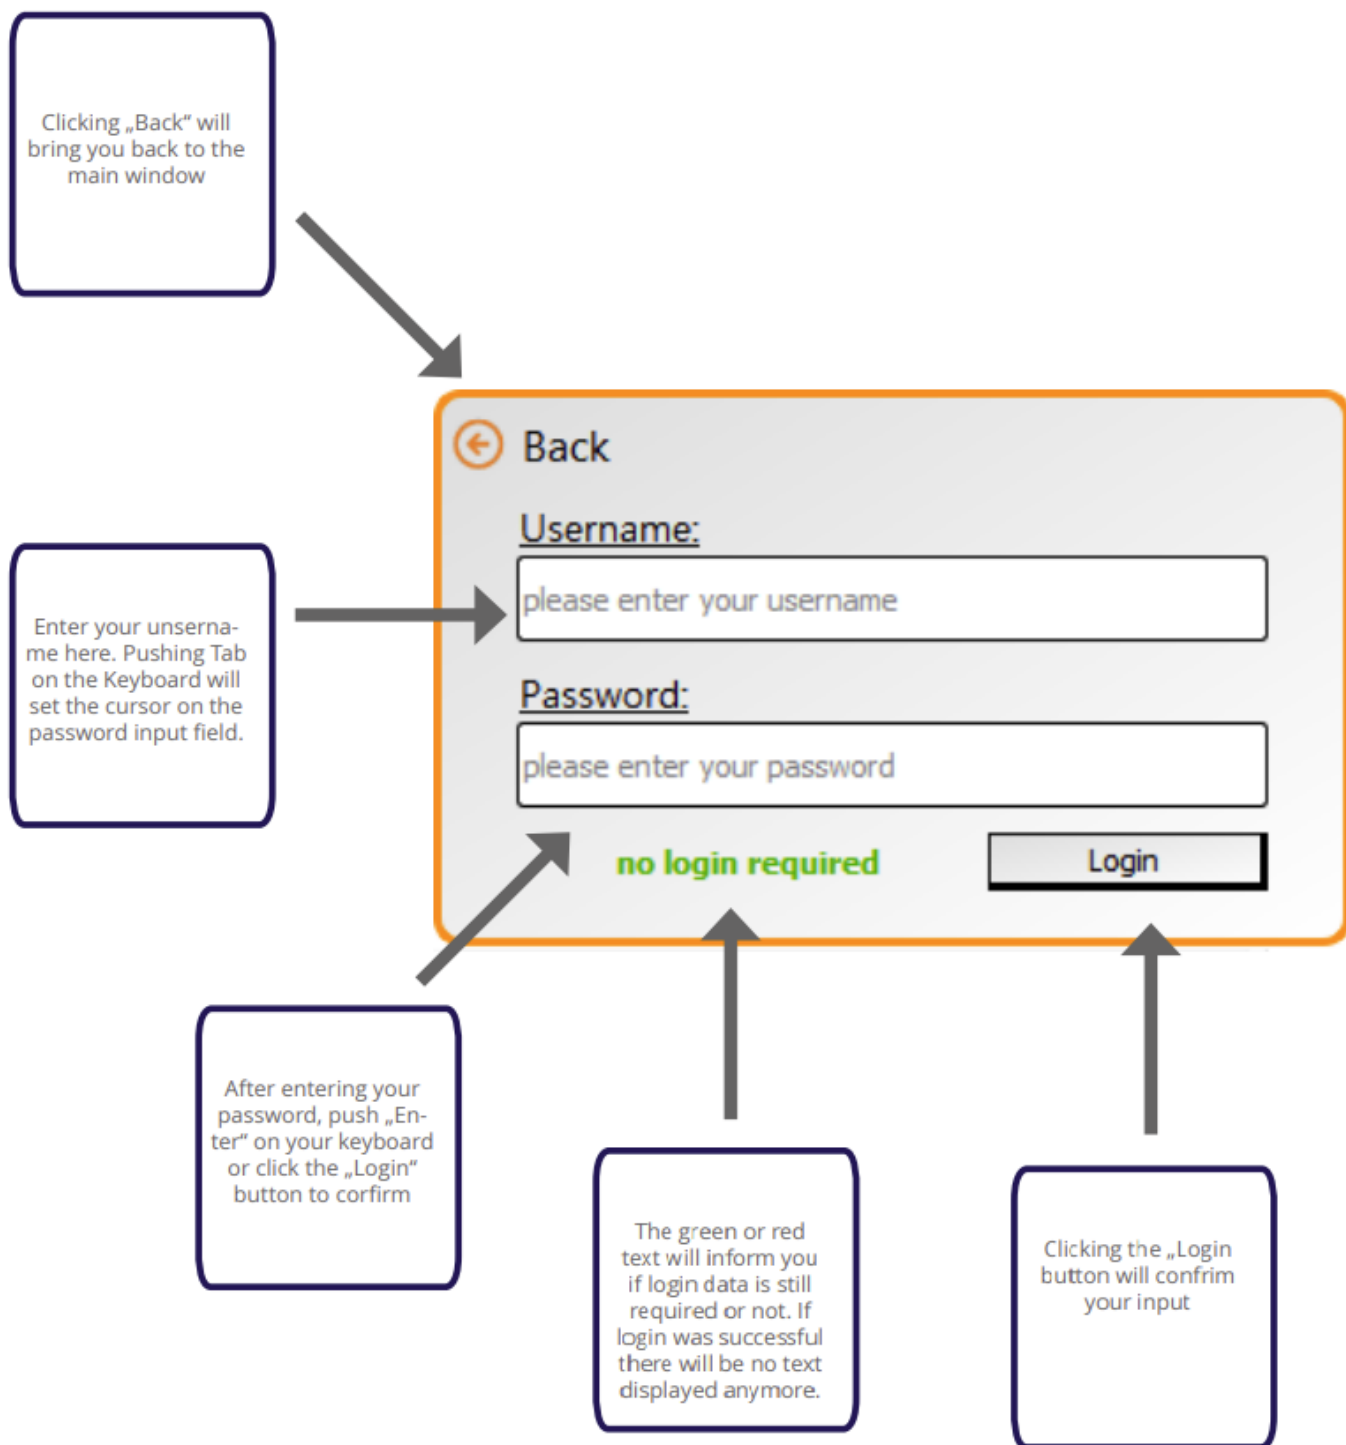 Clicking „Back“ will
bring you back to the
main window
Back
Username:
please enter your username
Enter your unserna-
me here. Pushing Tab
on the Keyboard will
set the cursor on the
password input field.
Password:
please enter your password
no login required
Login
After entering your
password, push „En-
ter“ on your keyboard
or click the „Login“
button to corfirm
The green or red
text will inform you
if login data is still
required or not. If
login was successful
there will be no text
displayed anymore.
Clicking the „Login
button will confrim
your input